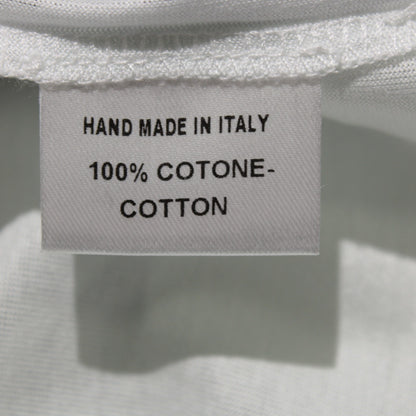 HAND MADE IN ITALY
100% COTONE-
COTTON